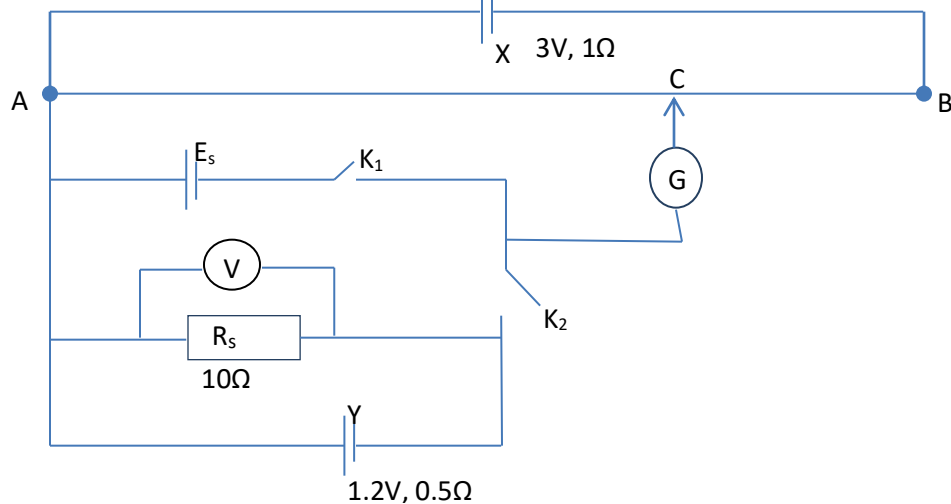 X 3V, 1Ω
A C B
Es K₁
G
V
K₂
Rs
10Ω
Y
1.2V, 0.5Ω